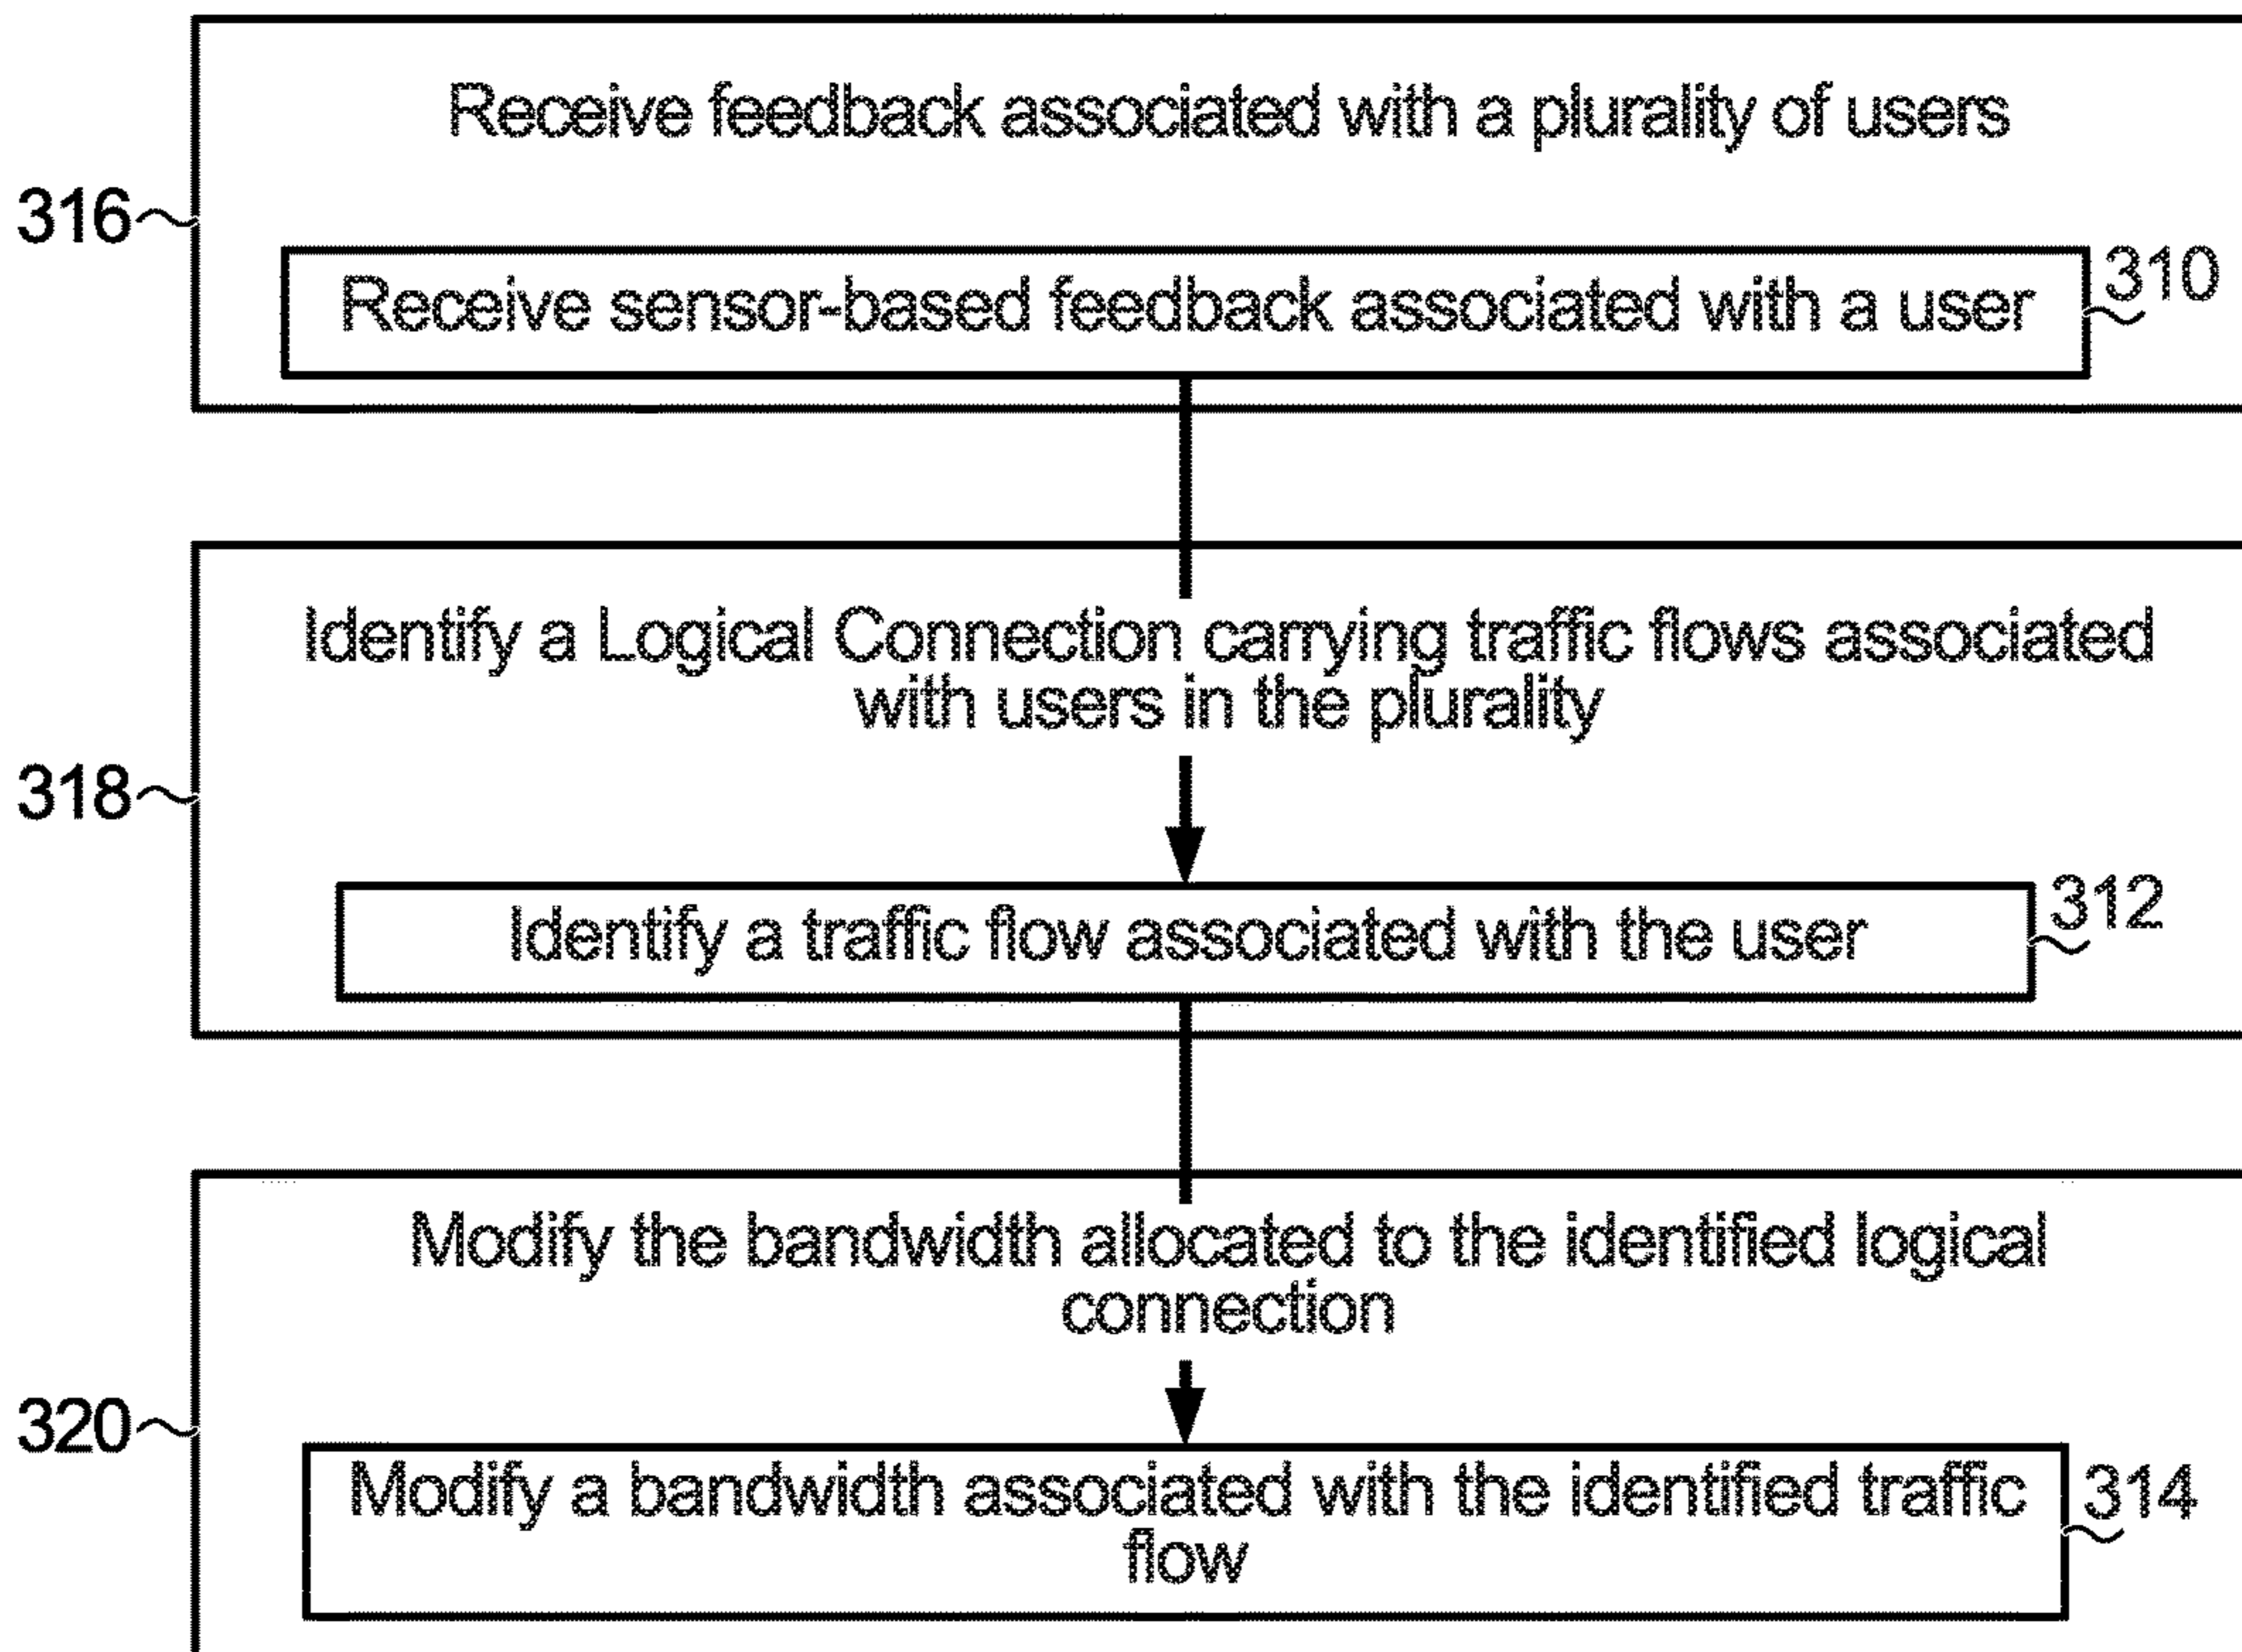 Receive feedback associated with a plurality of users
316
Receive sensor-based feedback associated with a user
310
Identify a Logical Connection carrying traffic flows associated
with users in the plurality
318
Identify a traffic flow associated with the user
312
Modify the bandwidth allocated to the identified logical
connection
320
Modify a bandwidth associated with the identified traffic
flow
314